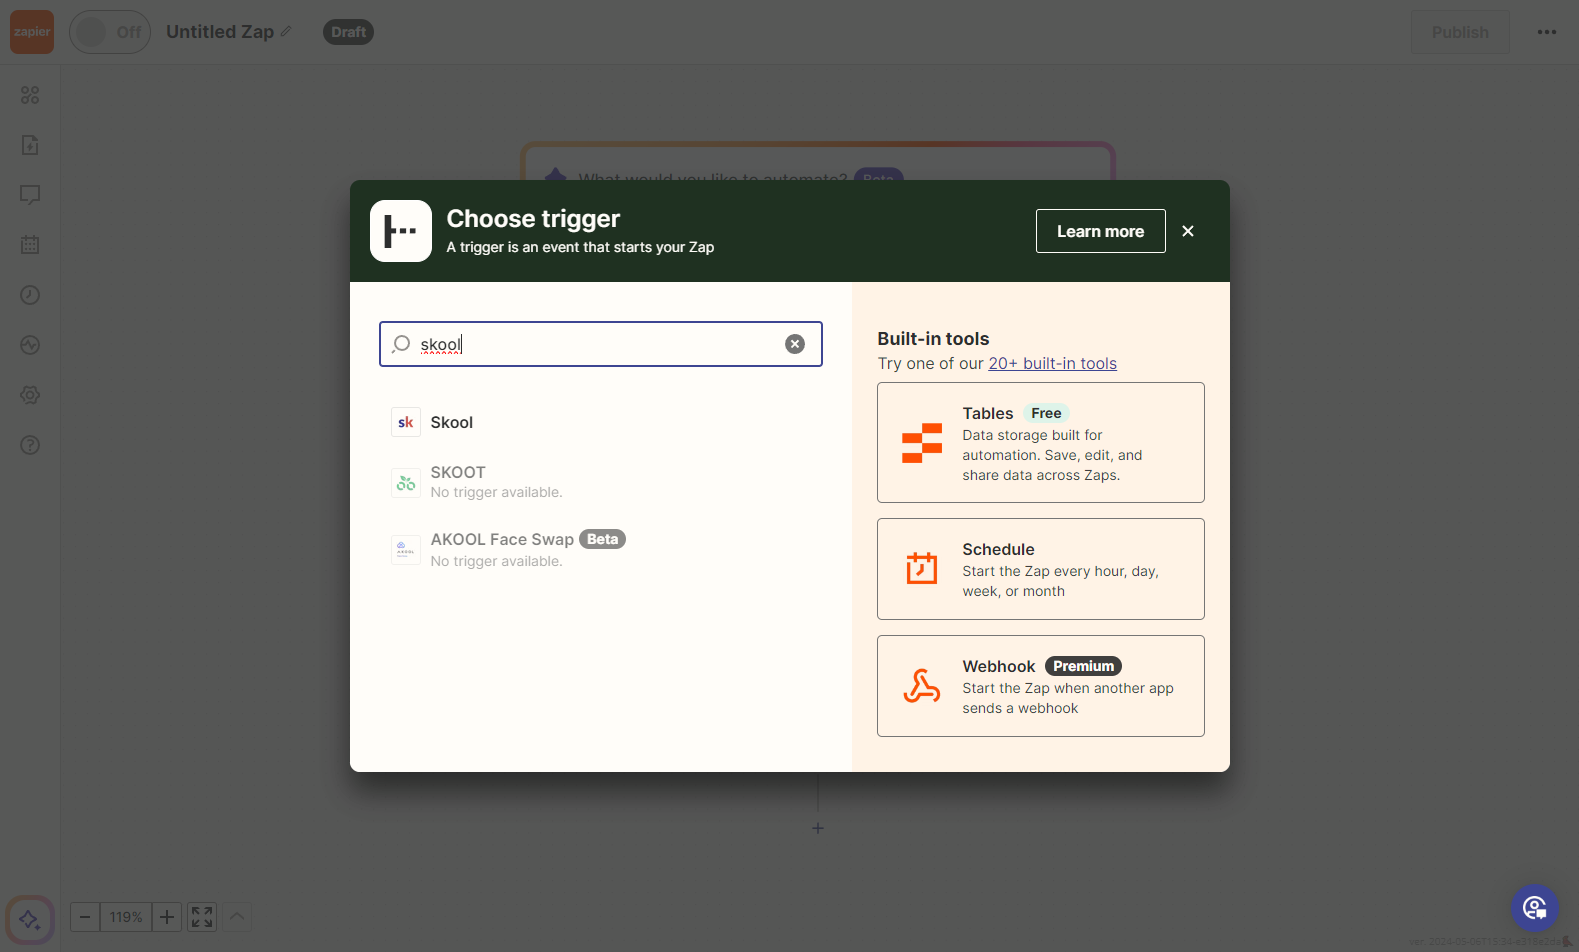 zapier
Off
Untitled Zap
Draft
Publish
What would you like to automate? Beta
Choose trigger
A trigger is an event that starts your Zap
Learn more
skool
Skool
SKOOT
No trigger available.
AKOOL Face Swap Beta
No trigger available.
Built-in tools
Try one of our 20+ built-in tools
Tables Free
Data storage built for
automation. Save, edit, and
share data across Zaps.
Schedule
Start the Zap every hour, day,
week, or month
Webhook Premium
Start the Zap when another app
sends a webhook
119%